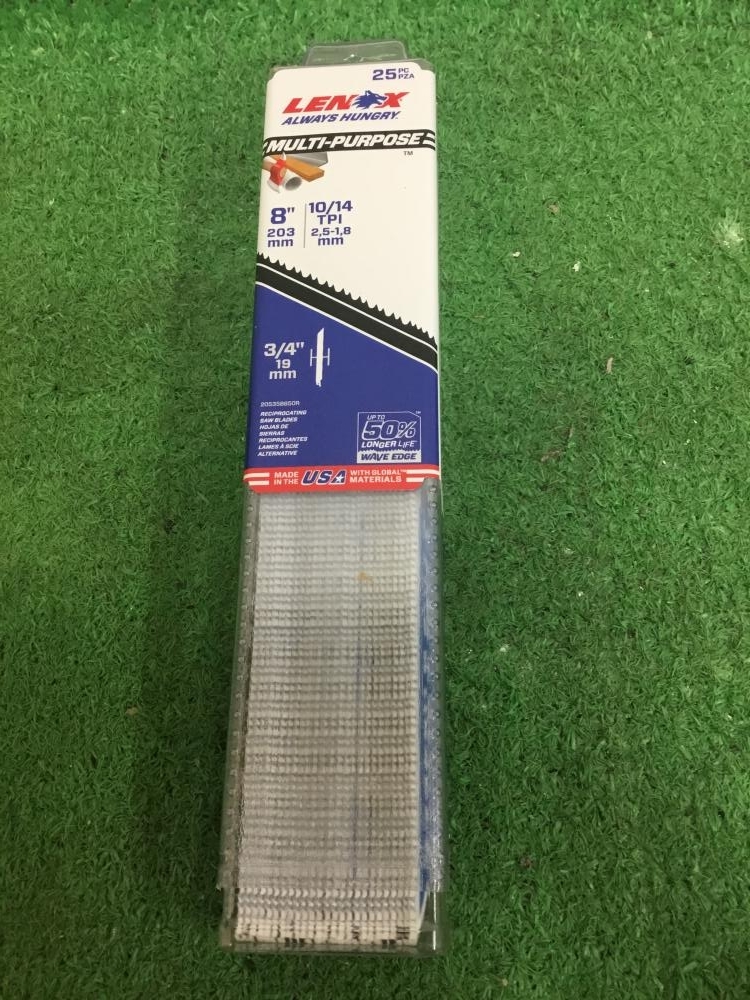 25 PC
PZA
LENOX
ALWAYS HUNGRY.
MULTI-PURPOSE
TM
8" 10/14
TPI
203 2,5-1,8
mm mm
3/4"
19
mm
20535B850R
RECIPROCATING
SAW BLADES
HOJAS DE
SIERRAS
RECIPROCANTES
LAMES À SCIE
ALTERNATIVE
UP TO
50%
LONGER LIFE
WAVE EDGE
MADE IN THE USA WITH GLOBAL MATERIALS